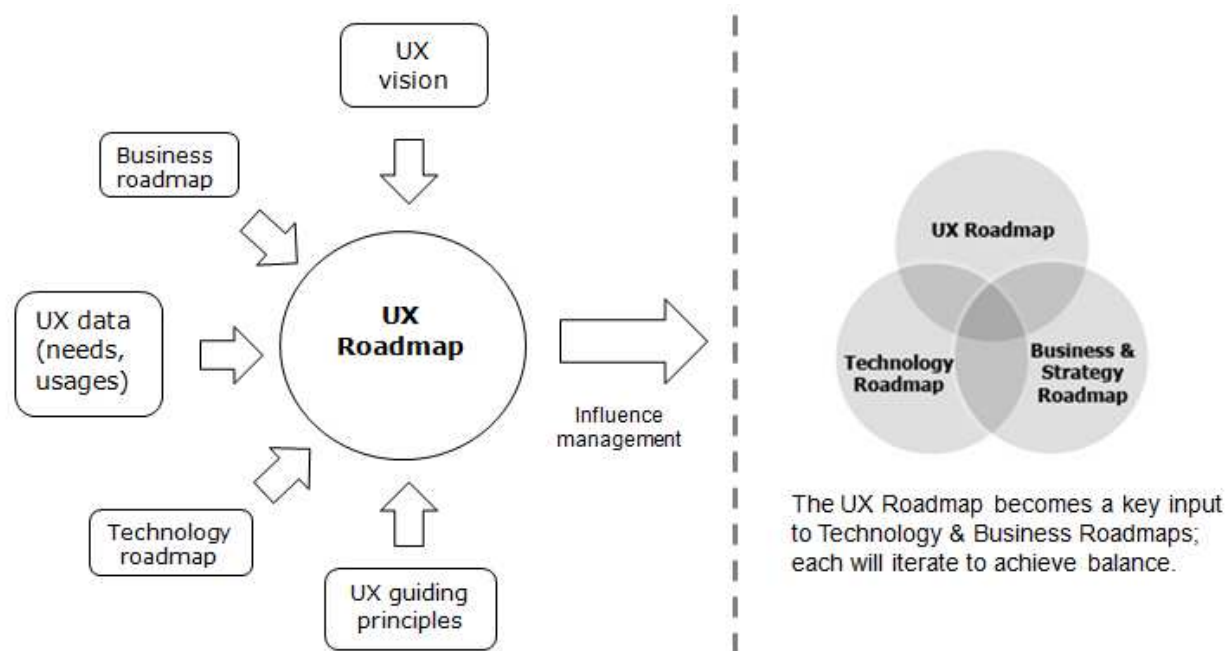 UX
vision
Business
roadmap
UX data
(needs,
usages)
Technology
roadmap
UX guiding
principles
UX
Roadmap
Influence
management
UX Roadmap
Technology
Roadmap
Business &
Strategy
Roadmap
The UX Roadmap becomes a key input
to Technology & Business Roadmaps;
each will iterate to achieve balance.